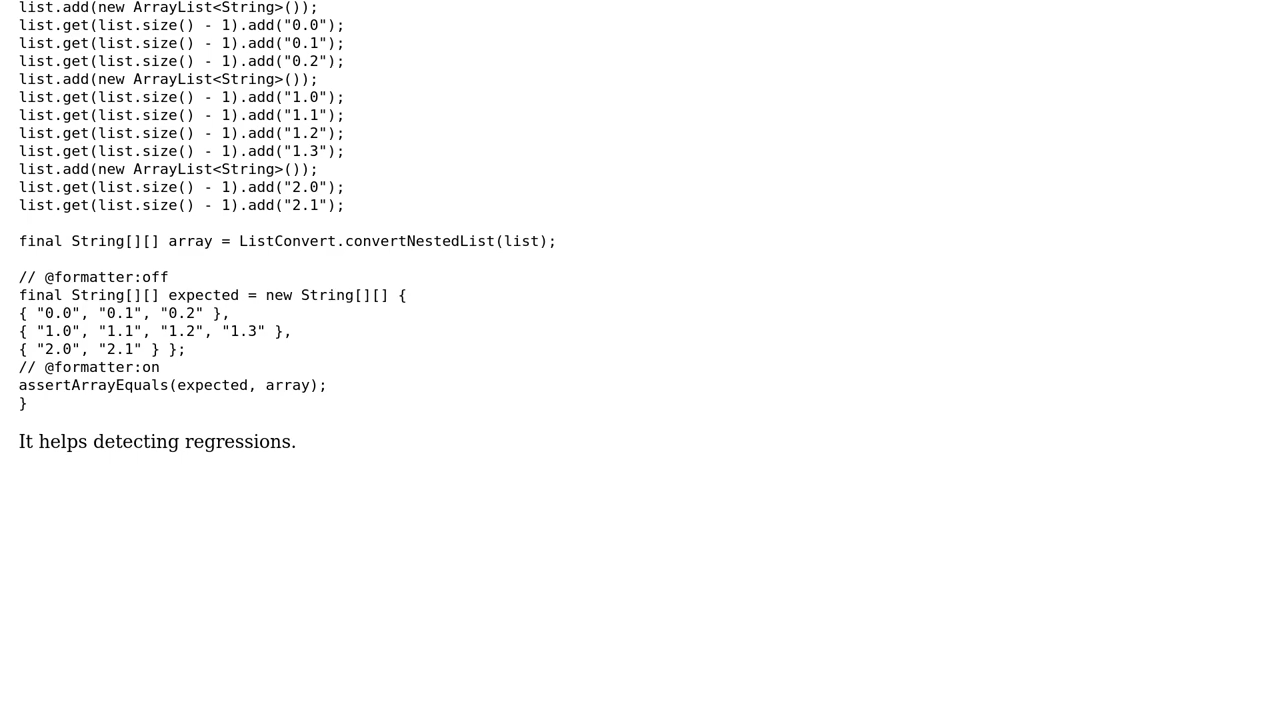 list.add(new ArrayList<String>());
list.get(list.size() - 1).add("0.0");
list.get(list.size() - 1).add("0.1");
list.get(list.size() - 1).add("0.2");
list.add(new ArrayList<String>());
list.get(list.size() - 1).add("1.0");
list.get(list.size() - 1).add("1.1");
list.get(list.size() - 1).add("1.2");
list.get(list.size() - 1).add("1.3");
list.add(new ArrayList<String>());
list.get(list.size() - 1).add("2.0");
list.get(list.size() - 1).add("2.1");

final String[][] array = ListConvert.convertNestedList(list);

// @formatter:off
final String[][] expected = new String[][] {
{ "0.0", "0.1", "0.2" },
{ "1.0", "1.1", "1.2", "1.3" },
{ "2.0", "2.1" } };
// @formatter:on
assertArrayEquals(expected, array);
}

It helps detecting regressions.